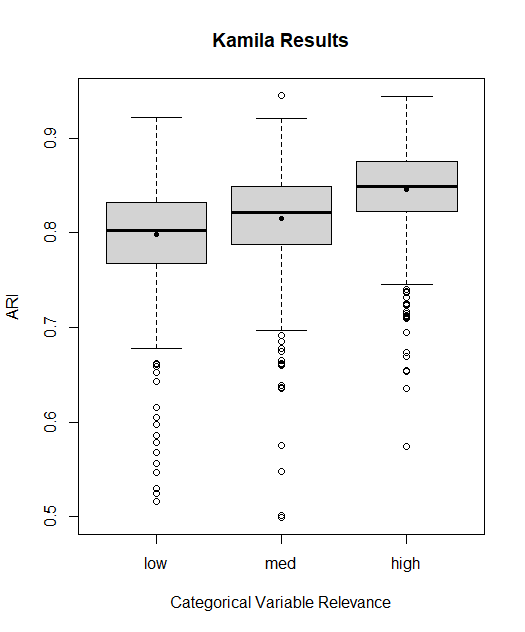 Kamila Results
0.9
0.8
0.7
0.6
0.5
ARI
low med high
Categorical Variable Relevance